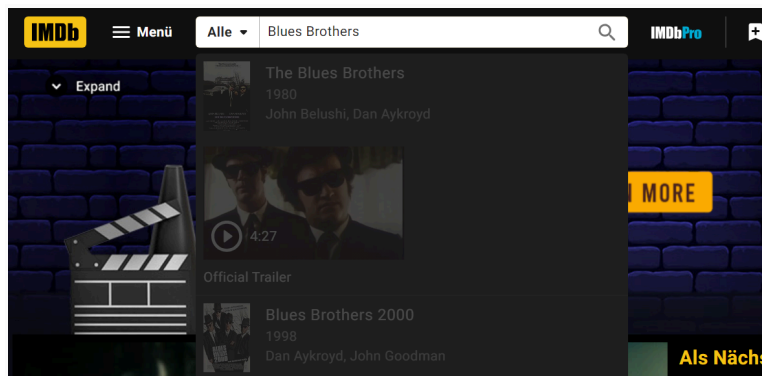 IMDb
Menü
Alle
Blues Brothers
IMDbPro
Expand
The Blues Brothers
1980
John Belushi, Dan Aykroyd
4:27
MORE
Official Trailer
Blues Brothers 2000
1998
Dan Aykroyd, John Goodman
Als